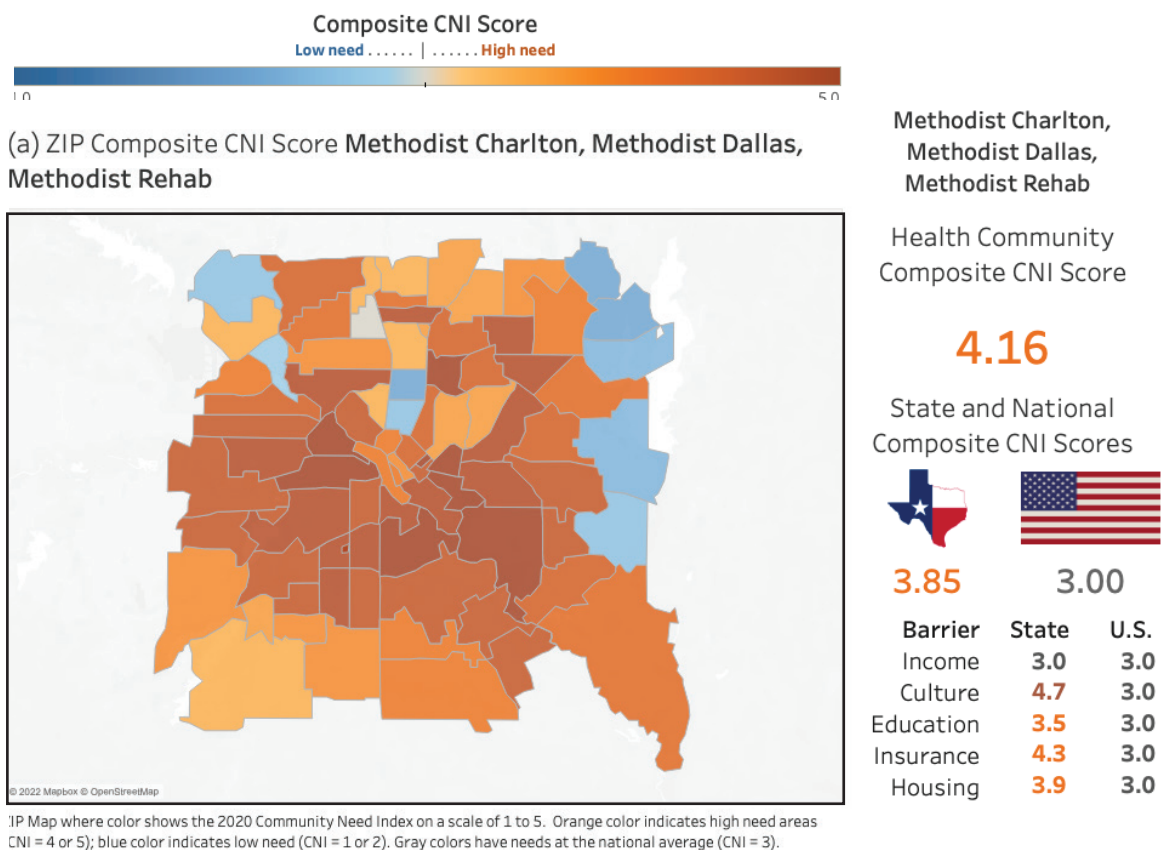 Composite CNI Score
Low need . . . . . . | . . . . . . High need
1.0
5.0
(a) ZIP Composite CNI Score Methodist Charlton, Methodist Dallas,
Methodist Rehab
© 2022 Mapbox © OpenStreetMap
ZIP Map where color shows the 2020 Community Need Index on a scale of 1 to 5. Orange color indicates high need areas
(CNI = 4 or 5); blue color indicates low need (CNI = 1 or 2). Gray colors have needs at the national average (CNI = 3).
Methodist Charlton,
Methodist Dallas,
Methodist Rehab
Health Community
Composite CNI Score
4.16
State and National
Composite CNI Scores
3.85 3.00
Barrier State U.S.
Income 3.0 3.0
Culture 4.7 3.0
Education 3.5 3.0
Insurance 4.3 3.0
Housing 3.9 3.0